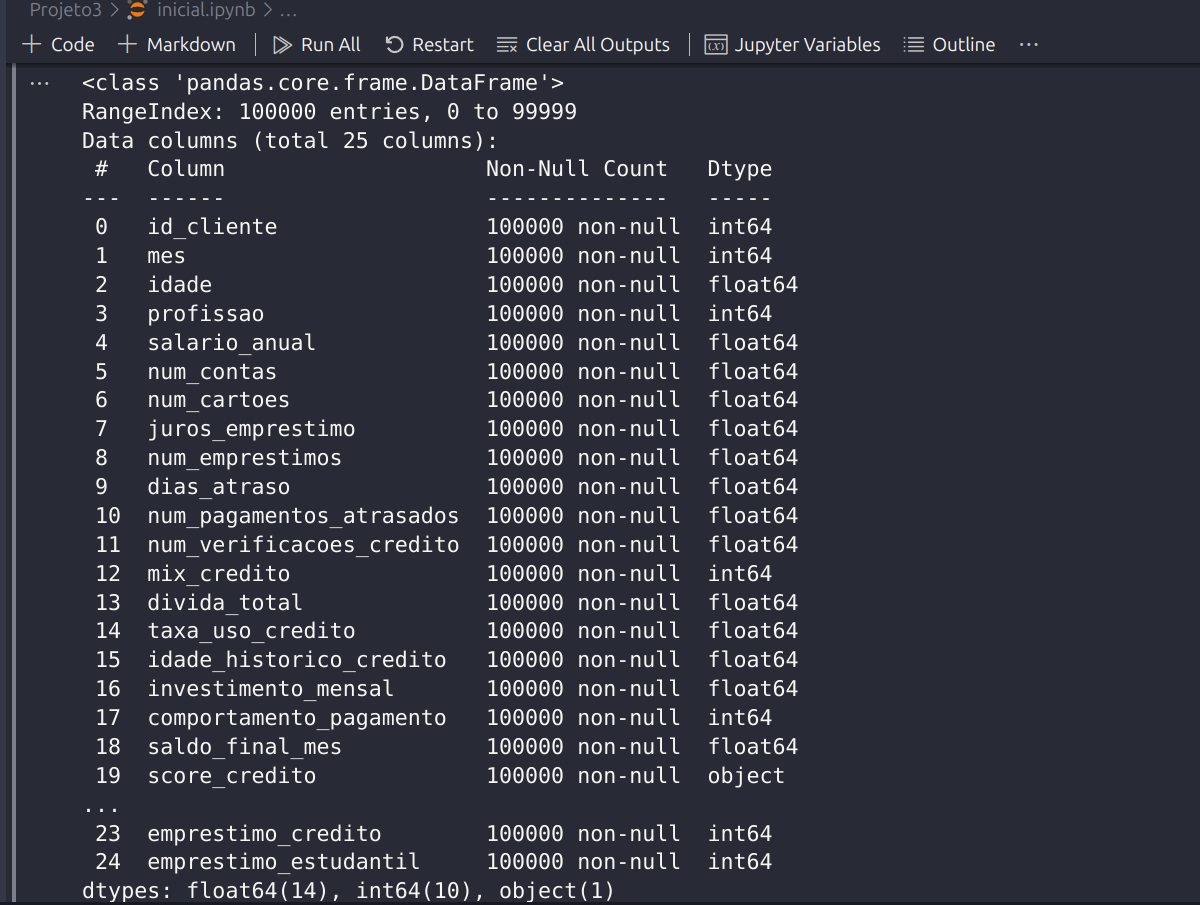 Projeto3 > inicial.ipynb > ...
Code Markdown Run All Restart Clear All Outputs Jupyter Variables Outline ...
... <class 'pandas.core.frame.DataFrame'>
RangeIndex: 100000 entries, 0 to 99999
Data columns (total 25 columns):
 #   Column                    Non-Null Count   Dtype
---  ------                    --------------   -----
 0   id_cliente                100000 non-null  int64
 1   mes                       100000 non-null  int64
 2   idade                     100000 non-null  float64
 3   profissao                 100000 non-null  int64
 4   salario_anual             100000 non-null  float64
 5   num_contas                100000 non-null  float64
 6   num_cartoes               100000 non-null  float64
 7   juros_emprestimo          100000 non-null  float64
 8   num_emprestimos           100000 non-null  float64
 9   dias_atraso               100000 non-null  float64
 10  num_pagamentos_atrasados  100000 non-null  float64
 11  num_verificacoes_credito  100000 non-null  float64
 12  mix_credito               100000 non-null  int64
 13  divida_total              100000 non-null  float64
 14  taxa_uso_credito          100000 non-null  float64
 15  idade_historico_credito   100000 non-null  float64
 16  investimento_mensal       100000 non-null  float64
 17  comportamento_pagamento   100000 non-null  int64
 18  saldo_final_mes           100000 non-null  float64
 19  score_credito             100000 non-null  object
...
 23  emprestimo_credito        100000 non-null  int64
 24  emprestimo_estudantil     100000 non-null  int64
dtypes: float64(14), int64(10), object(1)